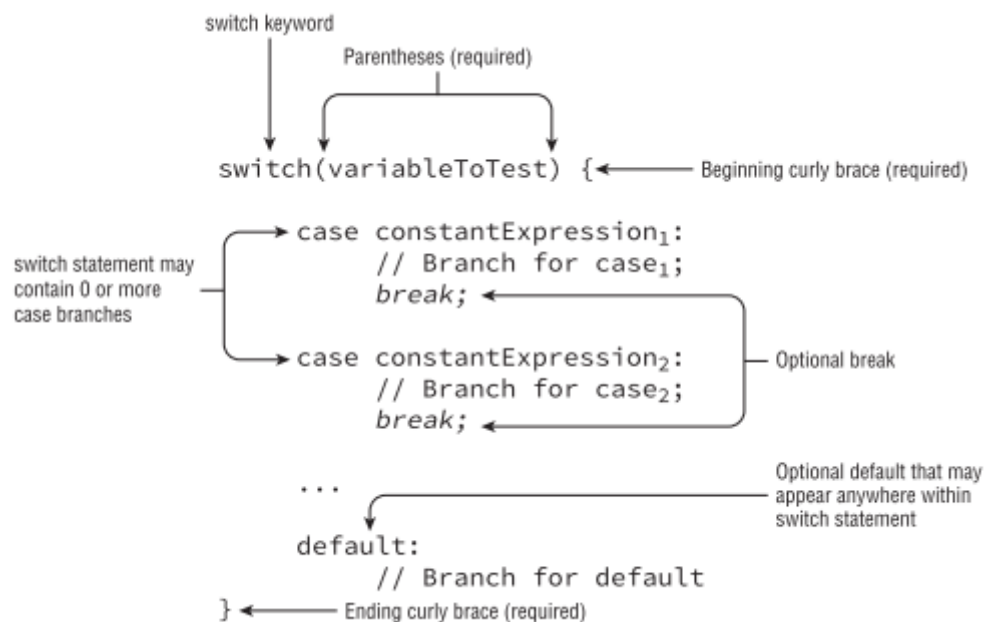 switch keyword
Parentheses (required)
switch(variableToTest) {
Beginning curly brace (required)
case constantExpression₁:
// Branch for case₁;
break;
switch statement may
contain 0 or more
case branches
case constantExpression₂:
// Branch for case₂;
break;
Optional break
...
Optional default that may
appear anywhere within
switch statement
default:
// Branch for default
}
Ending curly brace (required)